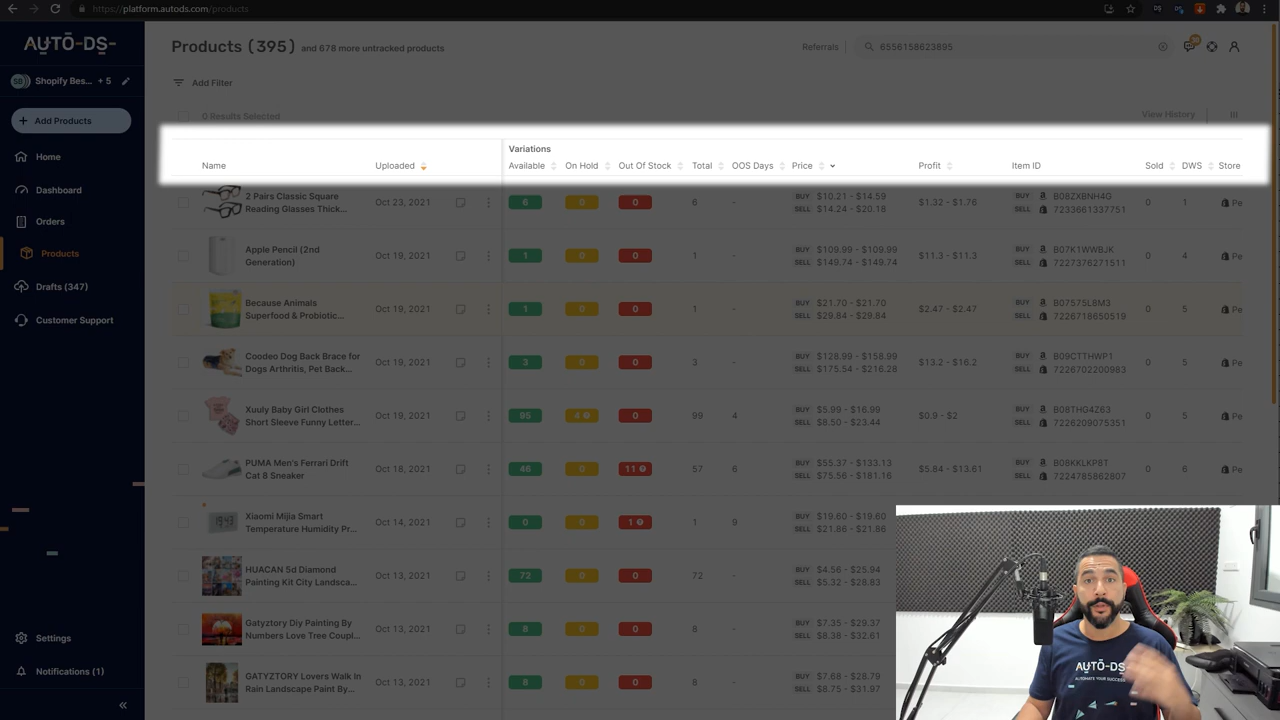 https://platform.autods.com/products
AUTO-DS-
Products (395) and 678 more untracked products
Referrals
6556158623895
Shopify Bes... + 5
Add Filter
+ Add Products
0 Results Selected
View History
Home
Dashboard
Orders
Products
Drafts (347)
Customer Support
Settings
Notifications (1)
Variations
Name Uploaded Available On Hold Out Of Stock Total OOS Days Price Profit Item ID Sold DWS Store
2 Pairs Classic Square
Reading Glasses Thick...
Oct 23, 2021 6 0 0 6 -
BUY $10.21 - $14.59
SELL $14.24 - $20.18
$1.32 - $1.76
BUY B08ZXBNH4G
SELL 7233661337751
0 1 Pe
Apple Pencil (2nd
Generation)
Oct 19, 2021 1 0 0 1 -
BUY $109.99 - $109.99
SELL $149.74 - $149.74
$11.3 - $11.3
BUY B07K1WWBJK
SELL 7227376271511
0 4 Pe
Because Animals
Superfood & Probiotic...
Oct 19, 2021 1 0 0 1 -
BUY $21.70 - $21.70
SELL $29.84 - $29.84
$2.47 - $2.47
BUY B07575L8M3
SELL 7226718650519
0 5 Pe
Coodeo Dog Back Brace for
Dogs Arthritis, Pet Back...
Oct 19, 2021 3 0 0 3 -
BUY $128.99 - $158.99
SELL $175.54 - $216.28
$13.2 - $16.2
BUY B09CTTHWP1
SELL 7226702200983
0 5 Pe
Xuuly Baby Girl Clothes
Short Sleeve Funny Letter...
Oct 19, 2021 95 4 0 99 4
BUY $5.99 - $16.99
SELL $8.50 - $23.44
$0.9 - $2
BUY B08THG4Z63
SELL 7226209075351
0 5 Pe
PUMA Men's Ferrari Drift
Cat 8 Sneaker
Oct 18, 2021 46 0 11 57 6
BUY $55.37 - $133.13
SELL $75.56 - $181.16
$5.84 - $13.61
BUY B08KKLKP8T
SELL 7224785862807
0 6 Pe
Xiaomi Mijia Smart
Temperature Humidity Pr...
Oct 14, 2021 0 0 1 1 9
BUY $19.60 - $19.60
SELL $21.86 - $21.86
HUACAN 5d Diamond
Painting Kit City Landsca...
Oct 13, 2021 72 0 0 72 -
BUY $4.56 - $25.94
SELL $5.32 - $28.83
Gatyztory Diy Painting By
Numbers Love Tree Coupl...
Oct 13, 2021 8 0 0 8 -
BUY $7.35 - $29.37
SELL $8.38 - $32.61
GATYZTORY Lovers Walk In
Rain Landscape Paint By...
Oct 13, 2021 8 0 0 8 -
BUY $7.68 - $28.79
SELL $8.75 - $31.97
AUTO-DS-
AUTOMATE YOUR SUCCESS